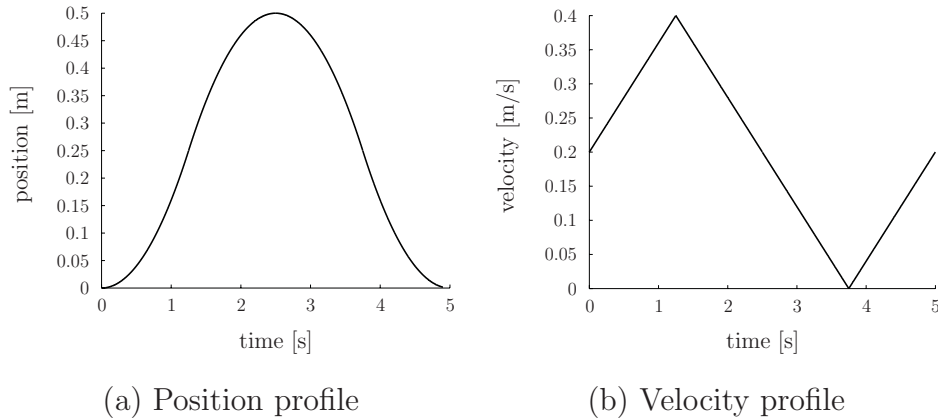 0.5
0.45
0.4
0.35
0.3
0.25
0.2
0.15
0.1
0.05
0
position [m]
0 1 2 3 4 5
time [s]
(a) Position profile
0.4
0.35
0.3
0.25
0.2
0.15
0.1
0.05
0
velocity [m/s]
0 1 2 3 4 5
time [s]
(b) Velocity profile